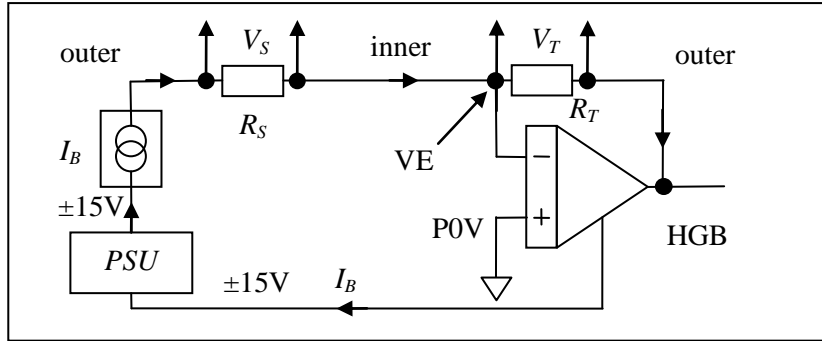 outer
V_S
inner
V_T
outer
R_S
R_T
I_B
VE
±15V
P0V
−
+
HGB
PSU
±15V
I_B